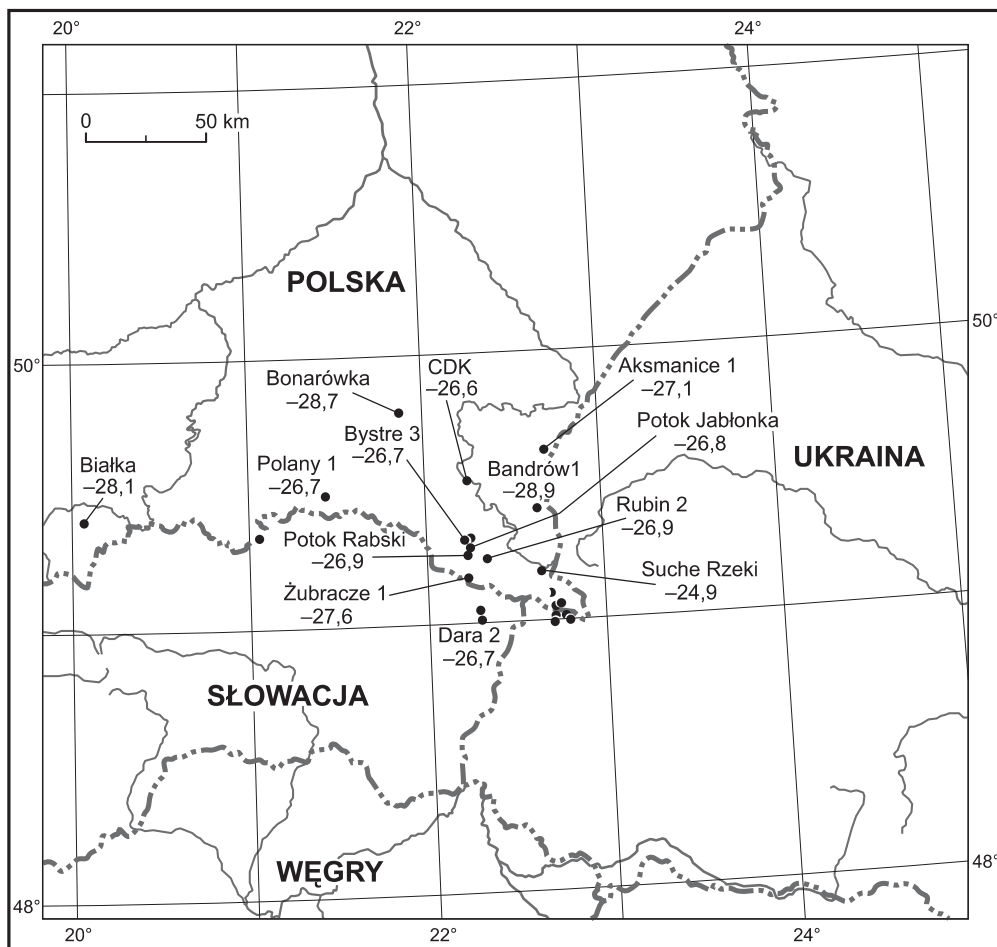 20°
22°
24°
0
50 km
POLSKA
50°
50°
CDK
–26,6
Aksmanice 1
–27,1
Bonarówka
–28,7
Potok Jabłonka
–26,8
Bystre 3
–26,7
UKRAINA
Białka
–28,1
Polany 1
–26,7
Bandrów1
–28,9
Rubin 2
–26,9
Potok Rabski
–26,9
Suche Rzeki
–24,9
Żubracze 1
–27,6
49°
49°
Dara 2
–26,7
SŁOWACJA
WĘGRY
48°
48°
20°
22°
24°